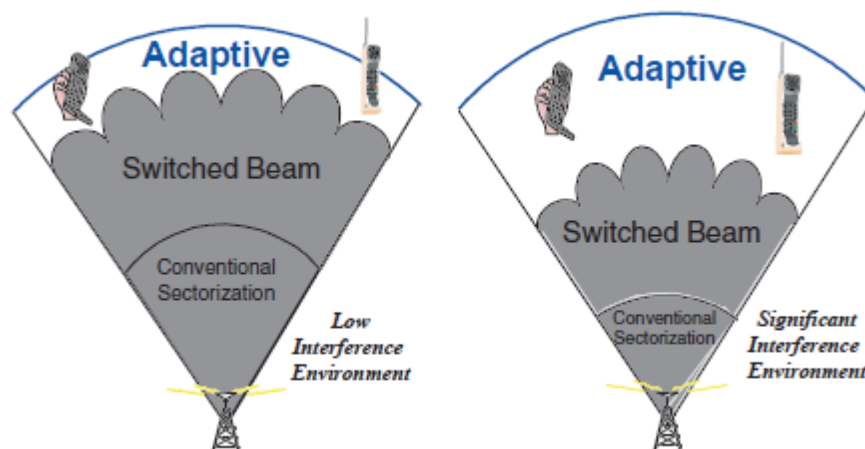 Adaptive
Switched Beam
Conventional
Sectorization
Low
Interference
Environment
Adaptive
Switched Beam
Conventional
Sectorization
Significant
Interference
Environment